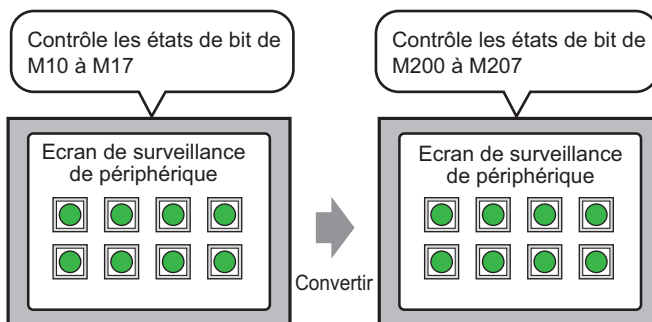 Contrôle les états de bit de
M10 à M17
Contrôle les états de bit de
M200 à M207
Ecran de surveillance
de périphérique
Ecran de surveillance
de périphérique
Convertir